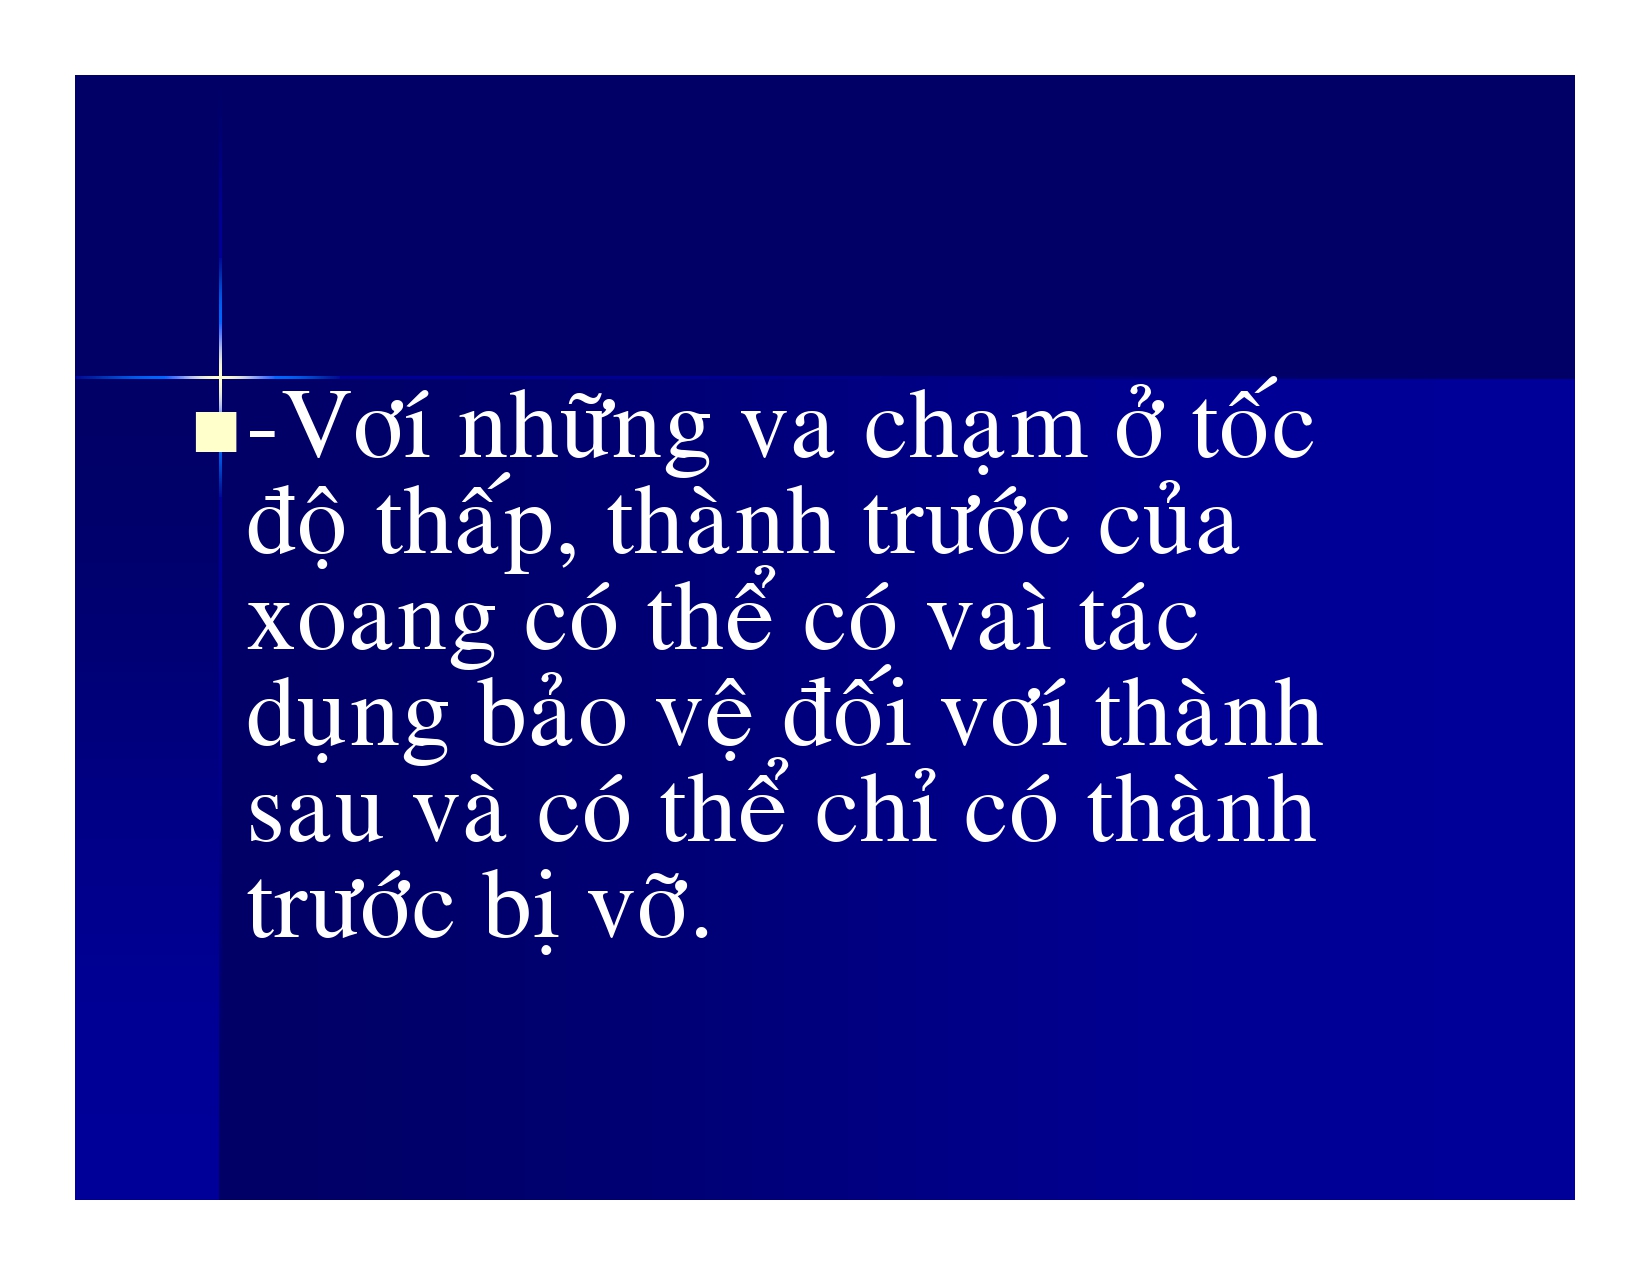 -Vơí những va chạm ở tốc
độ thấp, thành trước của
xoang có thể có vaì tác
dụng bảo vệ đối vơí thành
sau và có thể chỉ có thành
trước bị vỡ.